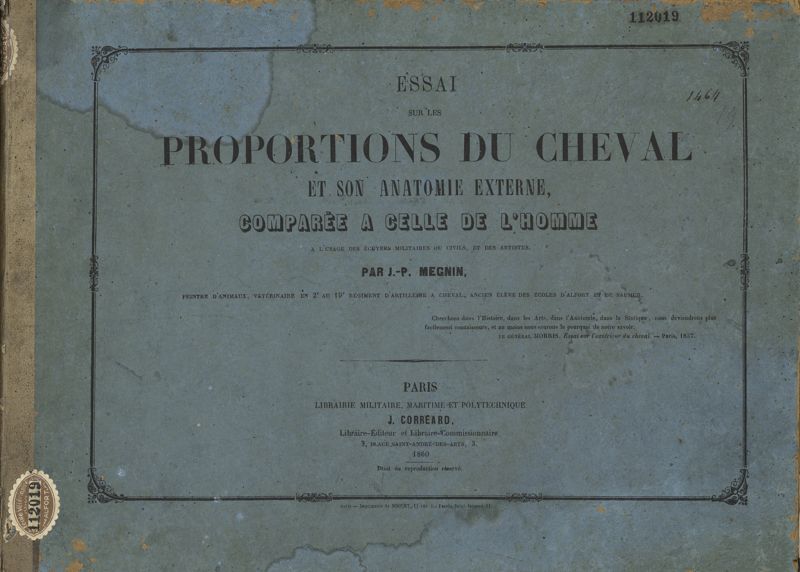 112019
1464
ESSAI
SUR LES
PROPORTIONS DU CHEVAL
ET SON ANATOMIE EXTERNE,
COMPARÉE A CELLE DE L'HOMME
A L'USAGE DES ÉCUYERS MILITAIRES OU CIVILS, ET DES ARTISTES,
PAR J.-P. MEGNIN,
PEINTRE D'ANIMAUX, VÉTÉRINAIRE EN 2e AU 19e RÉGIMENT D'ARTILLERIE A CHEVAL, ANCIEN ÉLÈVE DES ÉCOLES D'ALFORT ET DE SAUMUR.
Cherchons dans l'Histoire, dans les Arts, dans l'Anatomie, dans la Statique, nous deviendrons plus
facilement connaisseurs, et au moins nous saurons le pourquoi de notre savoir.
LE GÉNÉRAL MORRIS, Essai sur l'extérieur du cheval. — Paris, 1857.
PARIS
LIBRAIRIE MILITAIRE, MARITIME ET POLYTECHNIQUE
J. CORRÉARD,
Libraire-Éditeur et Libraire-Commissionnaire
3, PLACE SAINT-ANDRÉ-DES-ARTS, 3.
1860
Droit de reproduction réservé.
Paris — Imprimerie de
112019